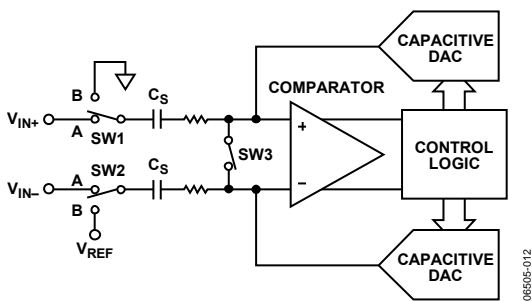 CAPACITIVE
DAC
COMPARATOR
B
CS
VIN+
A
SW1
+
SW3
CONTROL
LOGIC
SW2
CS
VIN–
A
–
B
VREF
CAPACITIVE
DAC
06505-012